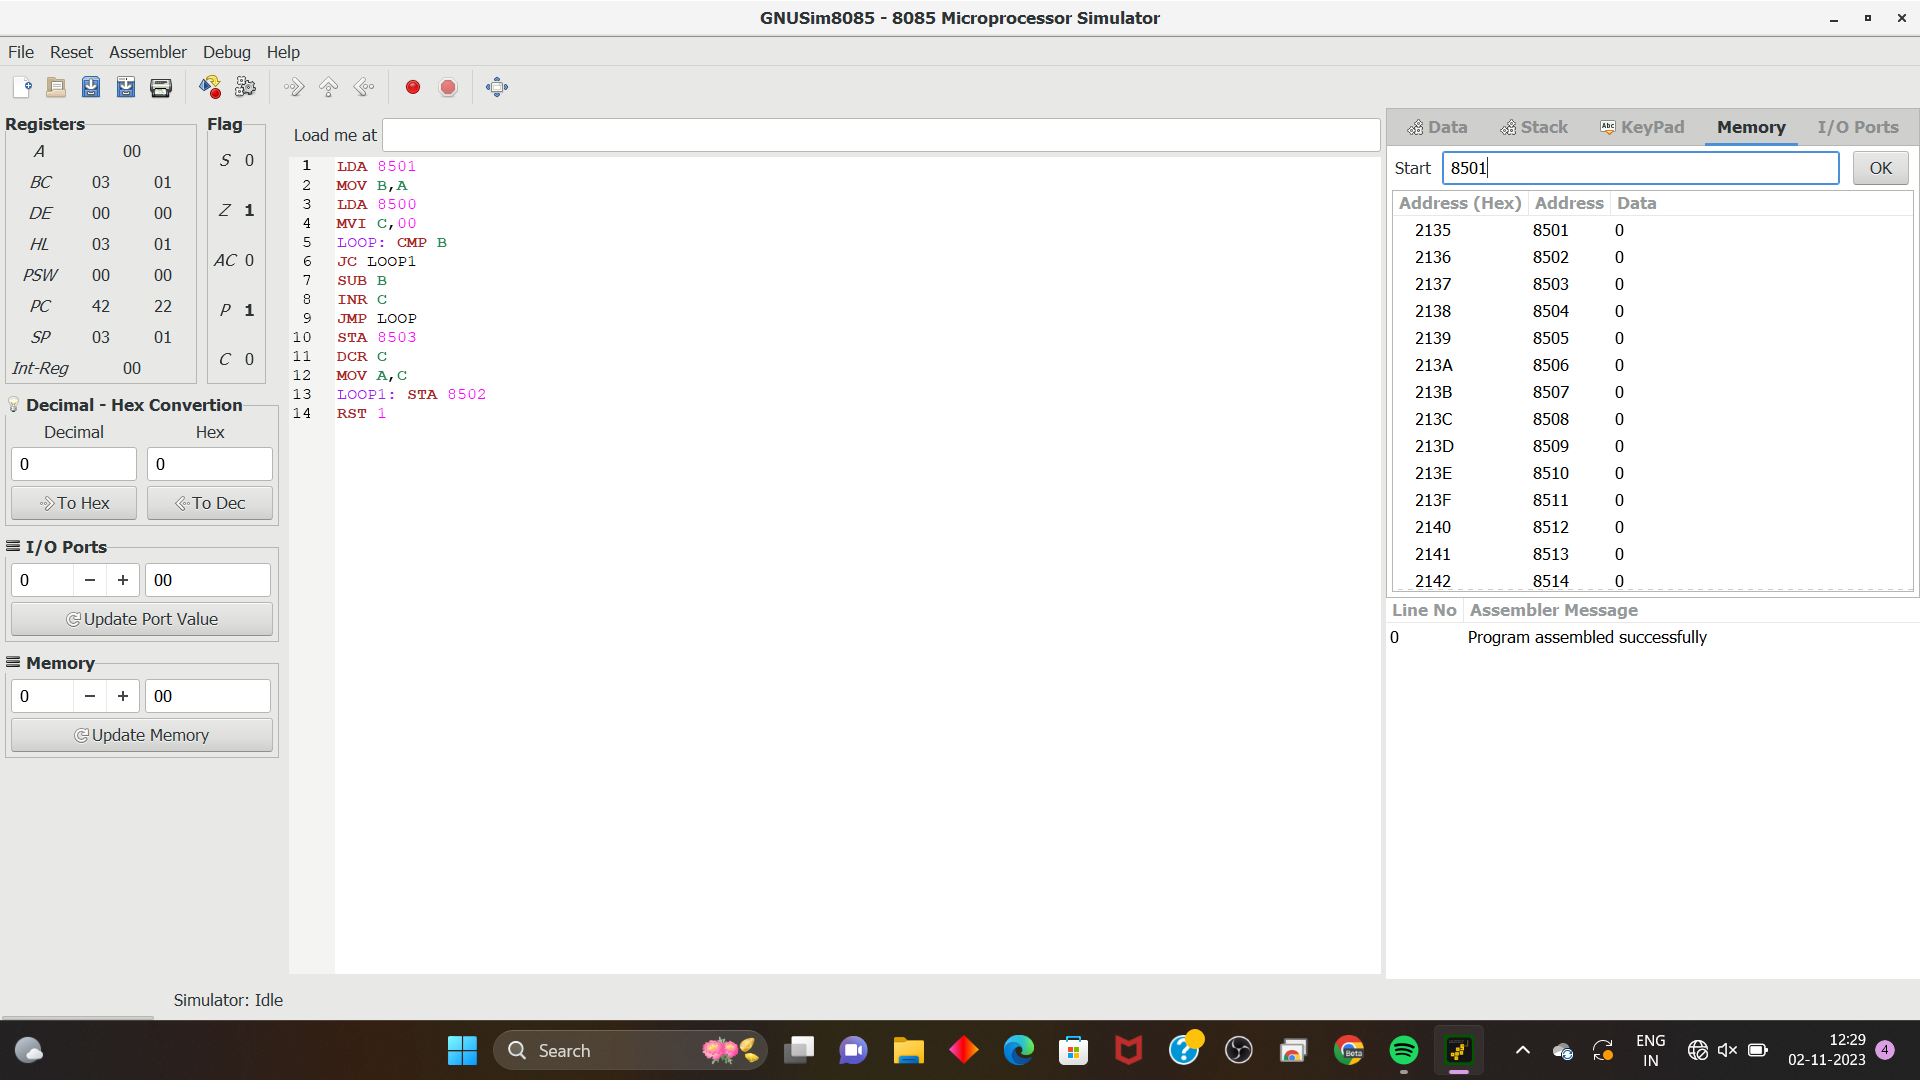 GNUSim8085 - 8085 Microprocessor Simulator
File Reset Assembler Debug Help
Registers
A 00
BC 03 01
DE 00 00
HL 03 01
PSW 00 00
PC 42 22
SP 03 01
Int-Reg 00
Flag
S 0
Z 1
AC 0
P 1
C 0
Decimal - Hex Convertion
Decimal Hex
0 0
To Hex To Dec
I/O Ports
0 − + 00
Update Port Value
Memory
0 − + 00
Update Memory
Load me at
1 LDA 8501
2 MOV B,A
3 LDA 8500
4 MVI C,00
5 LOOP: CMP B
6 JC LOOP1
7 SUB B
8 INR C
9 JMP LOOP
10 STA 8503
11 DCR C
12 MOV A,C
13 LOOP1: STA 8502
14 RST 1
Data Stack Abc KeyPad Memory I/O Ports
Start 8501 OK
Address (Hex) Address Data
2135 8501 0
2136 8502 0
2137 8503 0
2138 8504 0
2139 8505 0
213A 8506 0
213B 8507 0
213C 8508 0
213D 8509 0
213E 8510 0
213F 8511 0
2140 8512 0
2141 8513 0
2142 8514 0
Line No Assembler Message
0 Program assembled successfully
Simulator: Idle
Search
Beta
ENG
IN
12:29
02-11-2023
4